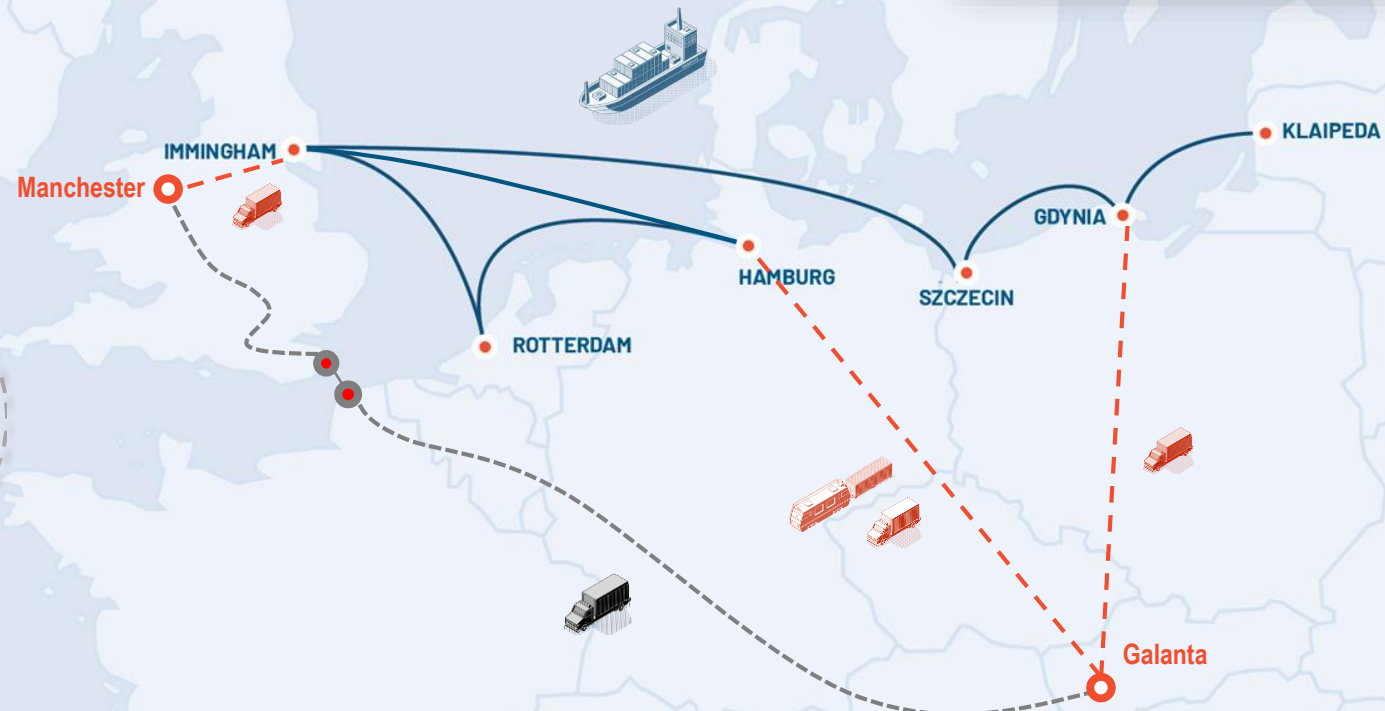 KLAIPEDA
IMMINGHAM
Manchester
GDYNIA
HAMBURG
SZCZECIN
ROTTERDAM
Galanta